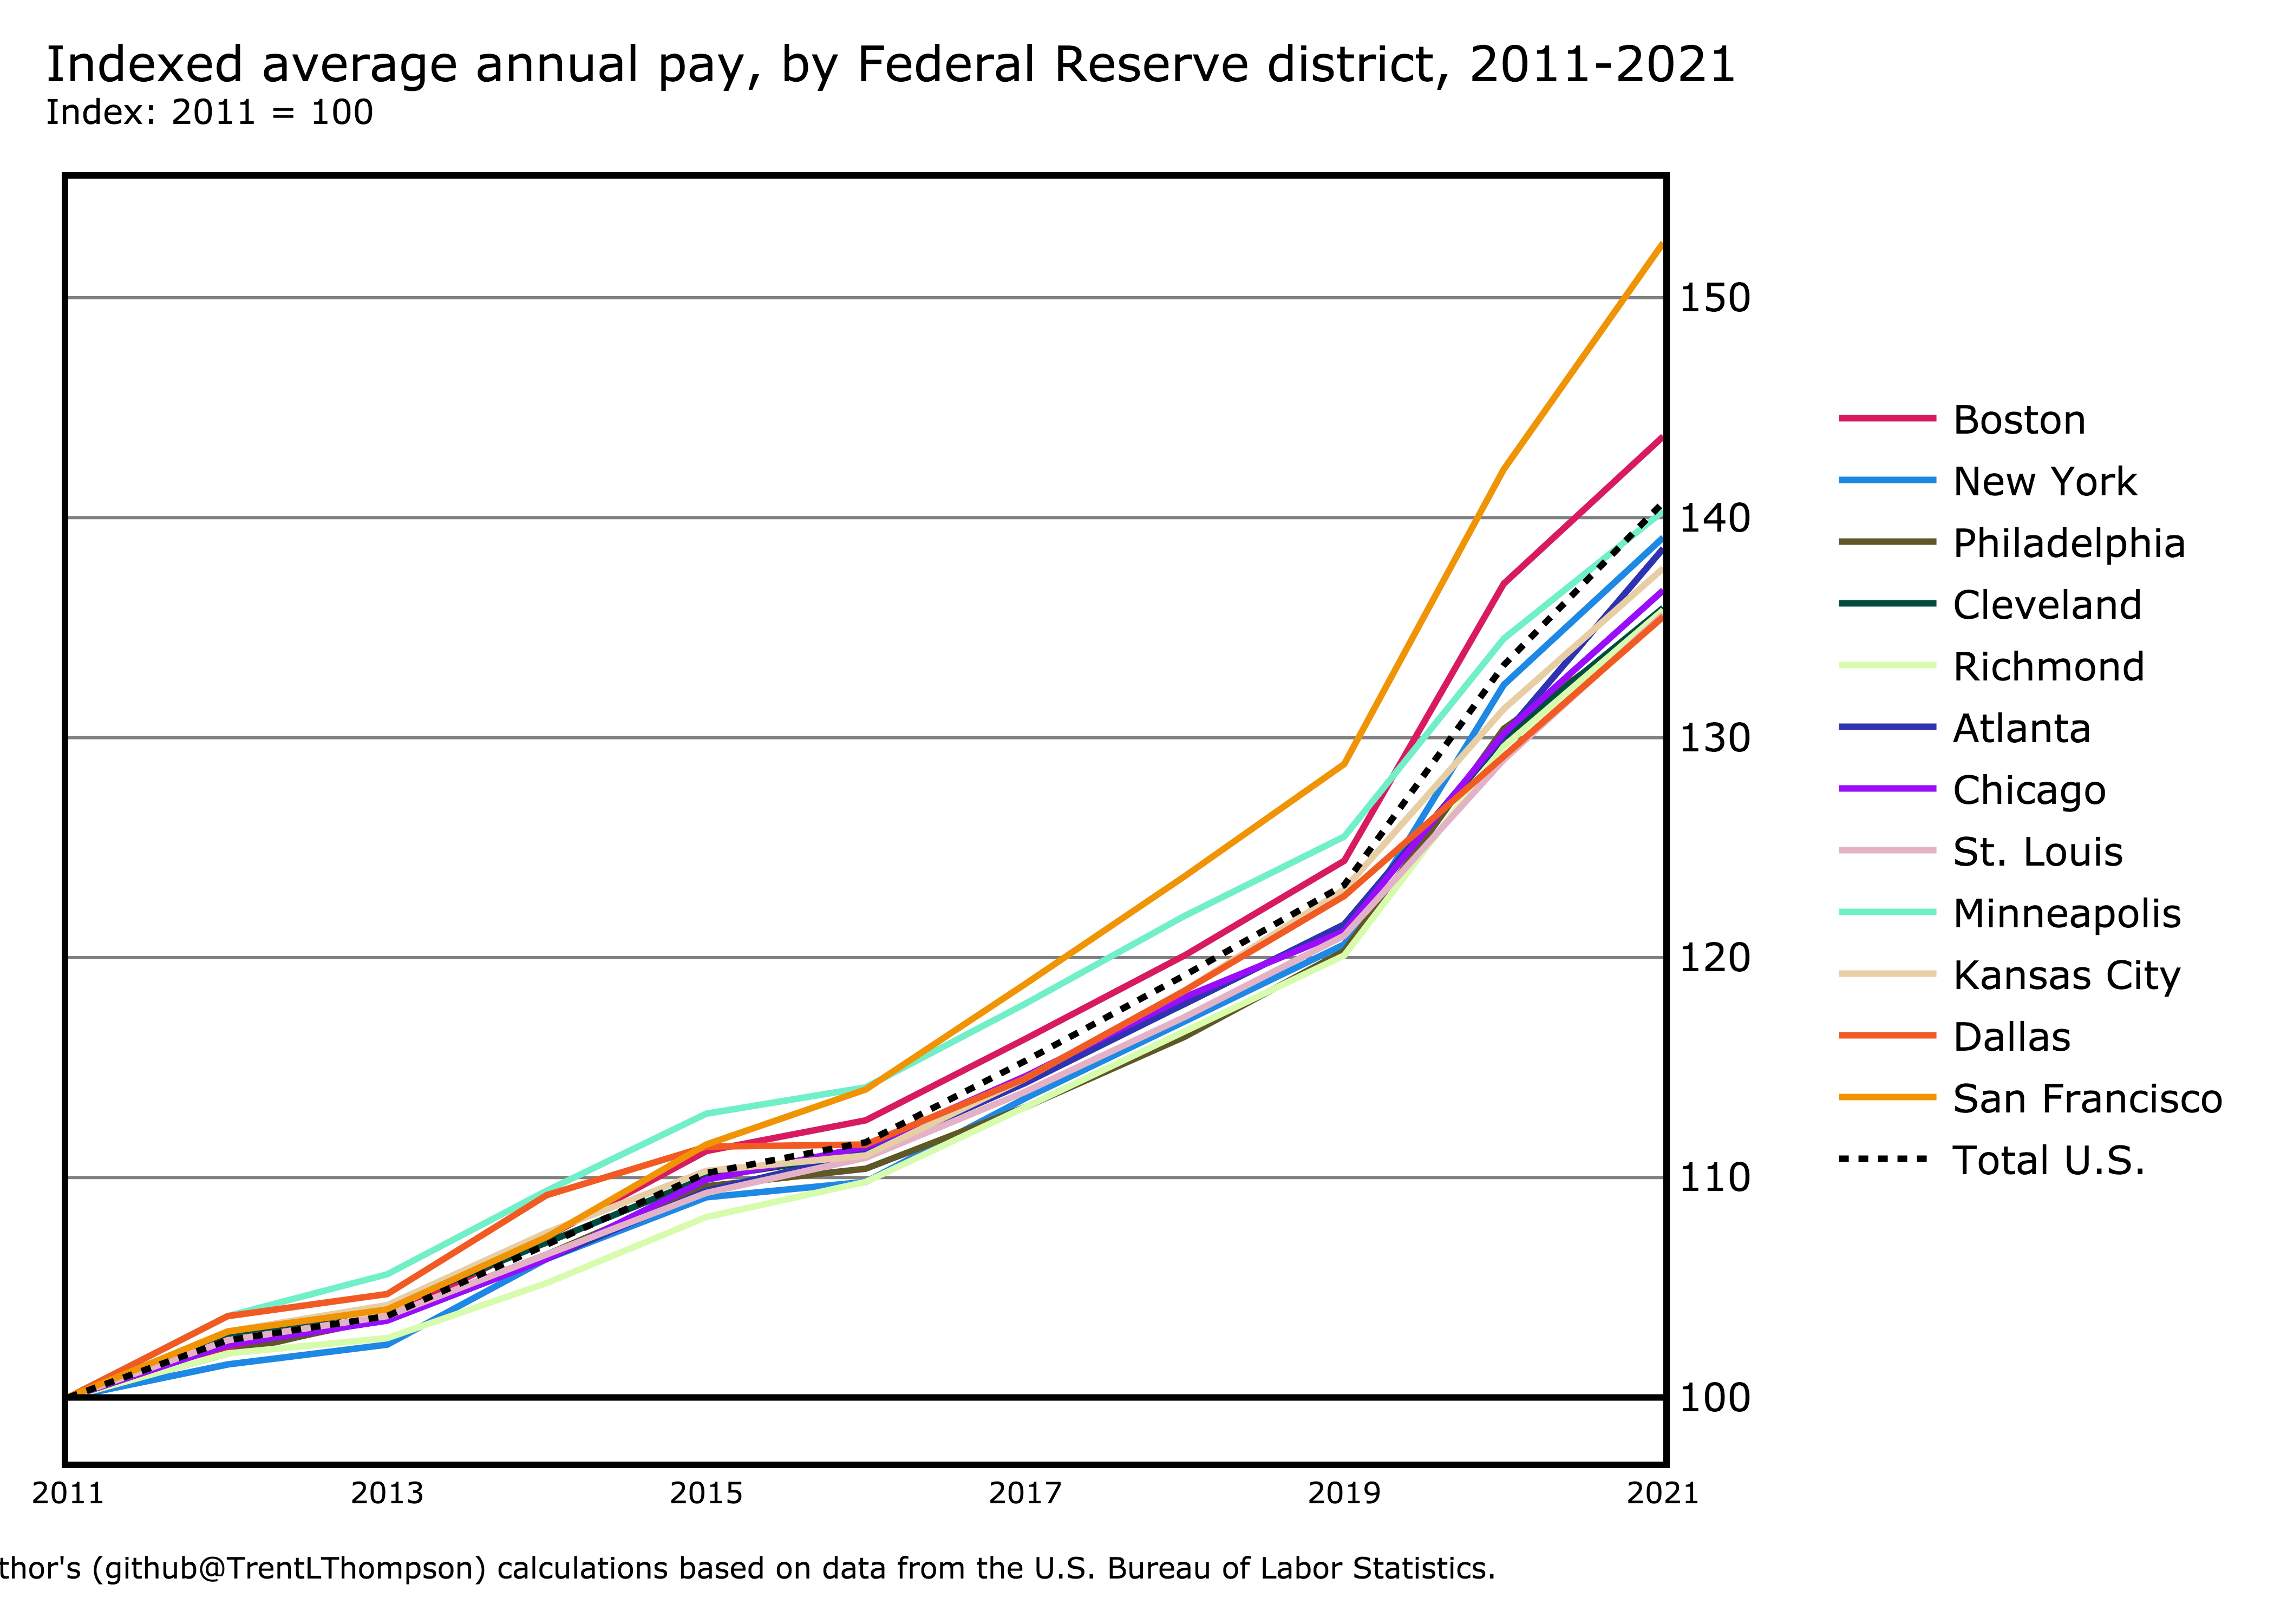 Indexed average annual pay, by Federal Reserve district, 2011-2021
Index: 2011 = 100
150
140
130
120
110
100
2011 2013 2015 2017 2019 2021
Boston
New York
Philadelphia
Cleveland
Richmond
Atlanta
Chicago
St. Louis
Minneapolis
Kansas City
Dallas
San Francisco
Total U.S.
thor's (github@TrentLThompson) calculations based on data from the U.S. Bureau of Labor Statistics.